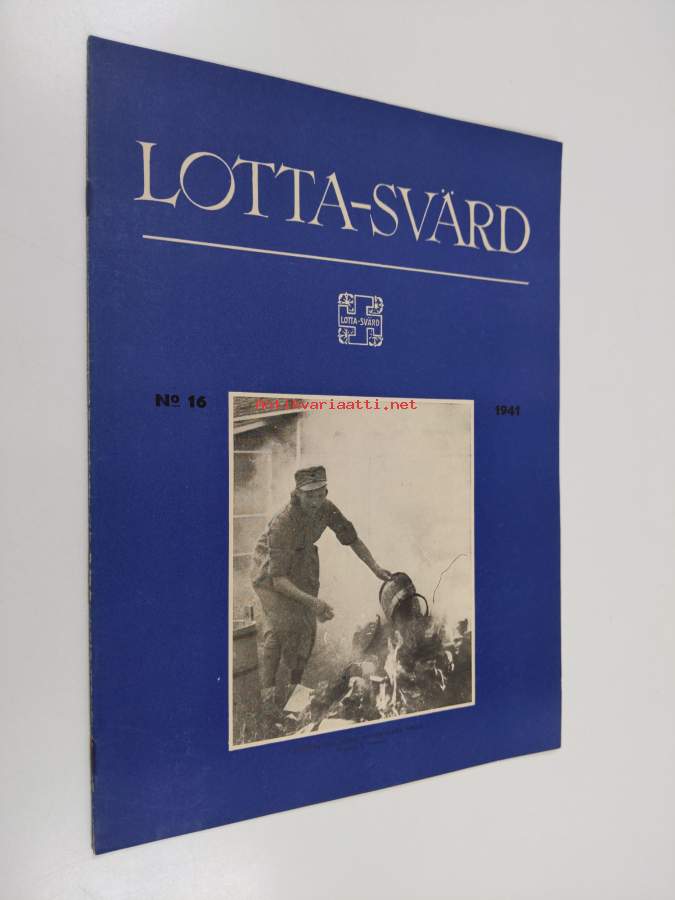 LOTTA-SVÄRD
LOTTA-SVÄRD
No 16
antikvariaatti.net
1941